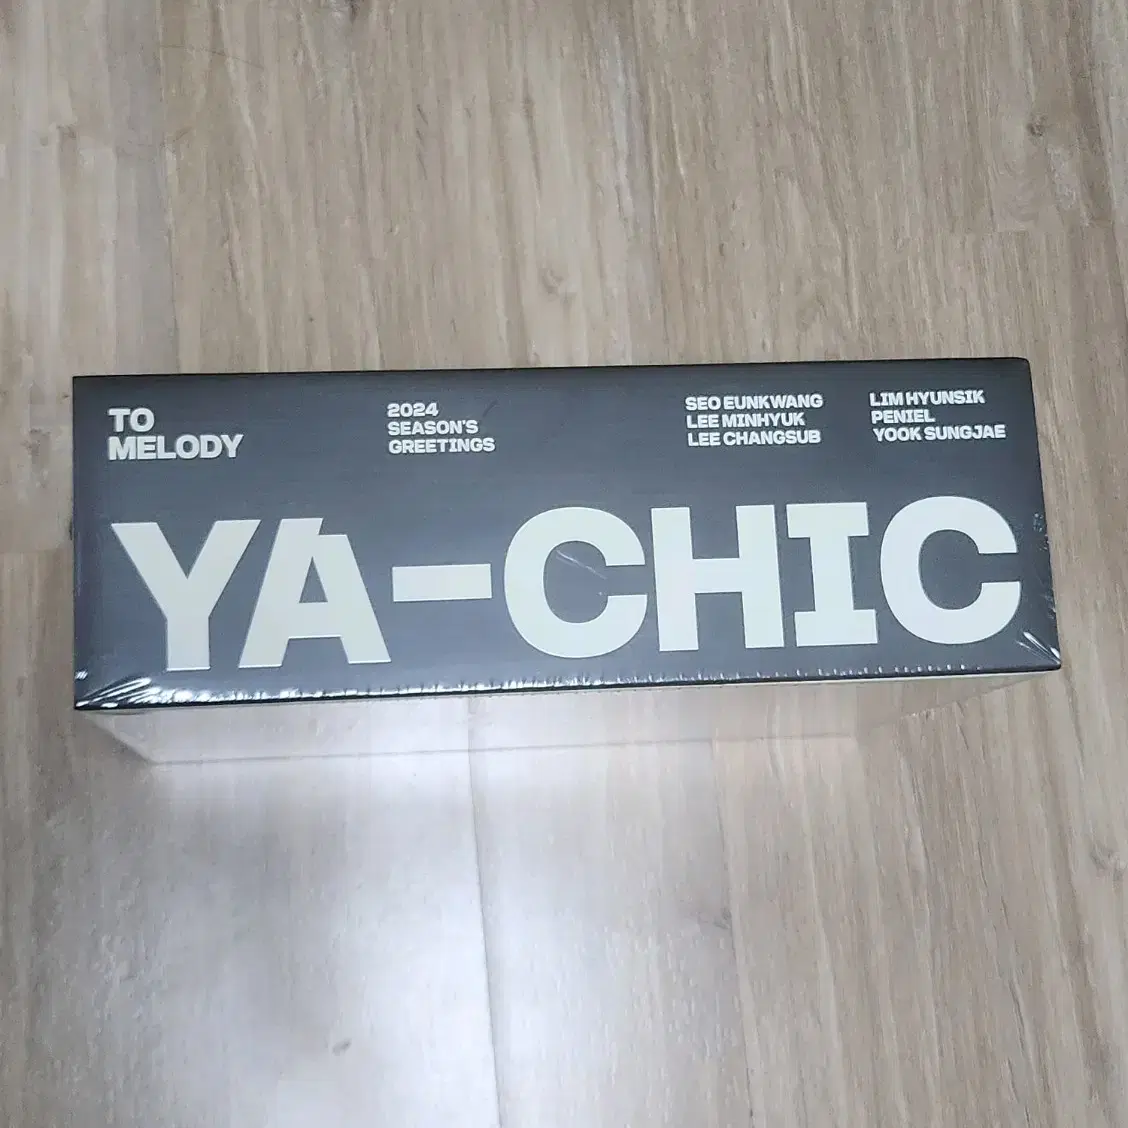 TO
MELODY
2024
SEASON'S
GREETINGS
SEO EUNKWANG
LEE MINHYUK
LEE CHANGSUB
LIM HYUNSIK
PENIEL
YOOK SUNGJAE
YA-CHIC